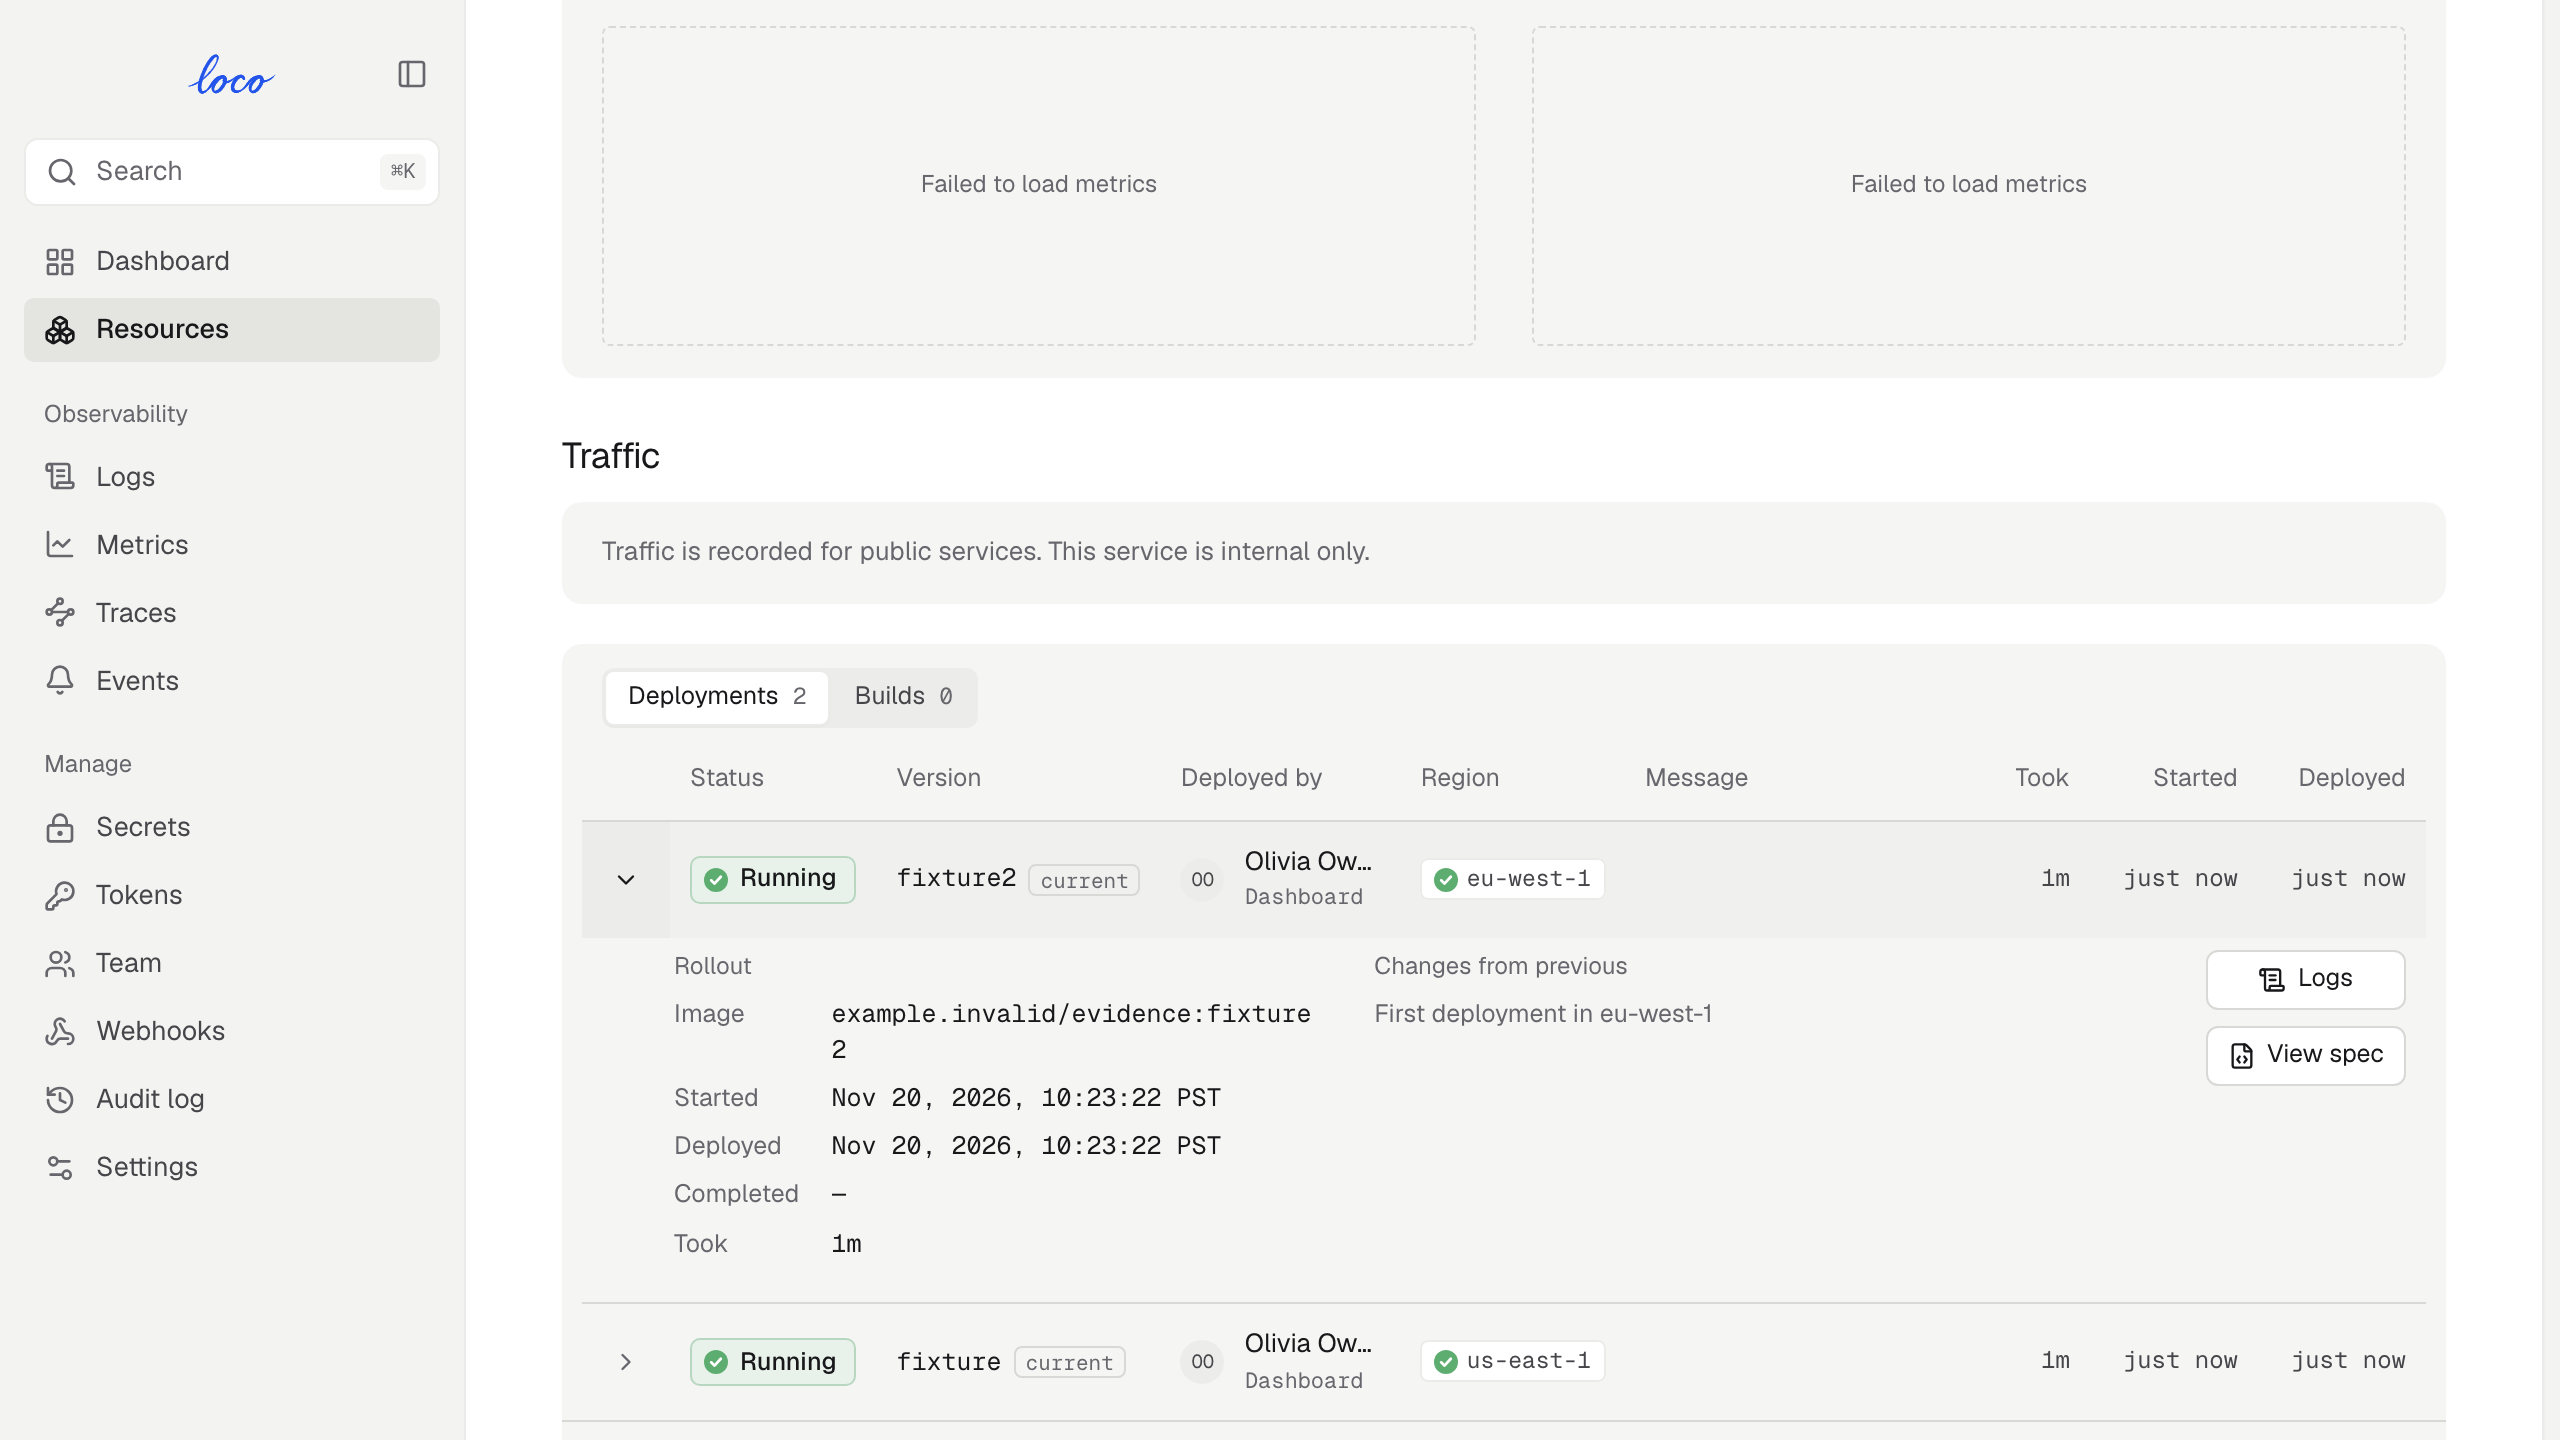 loco
Search ⌘K
Dashboard
Resources
Observability
Logs
Metrics
Traces
Events
Manage
Secrets
Tokens
Team
Webhooks
Audit log
Settings
Failed to load metrics Failed to load metrics
Traffic
Traffic is recorded for public services. This service is internal only.
Deployments 2 Builds 0
Status Version Deployed by Region Message Took Started Deployed
Running fixture2 current OO Olivia Ow... eu-west-1 1m just now just now
Dashboard
Rollout
Image example.invalid/evidence:fixture
2
Started Nov 20, 2026, 10:23:22 PST
Deployed Nov 20, 2026, 10:23:22 PST
Completed —
Took 1m
Changes from previous
First deployment in eu-west-1
Logs
View spec
Running fixture current OO Olivia Ow... us-east-1 1m just now just now
Dashboard